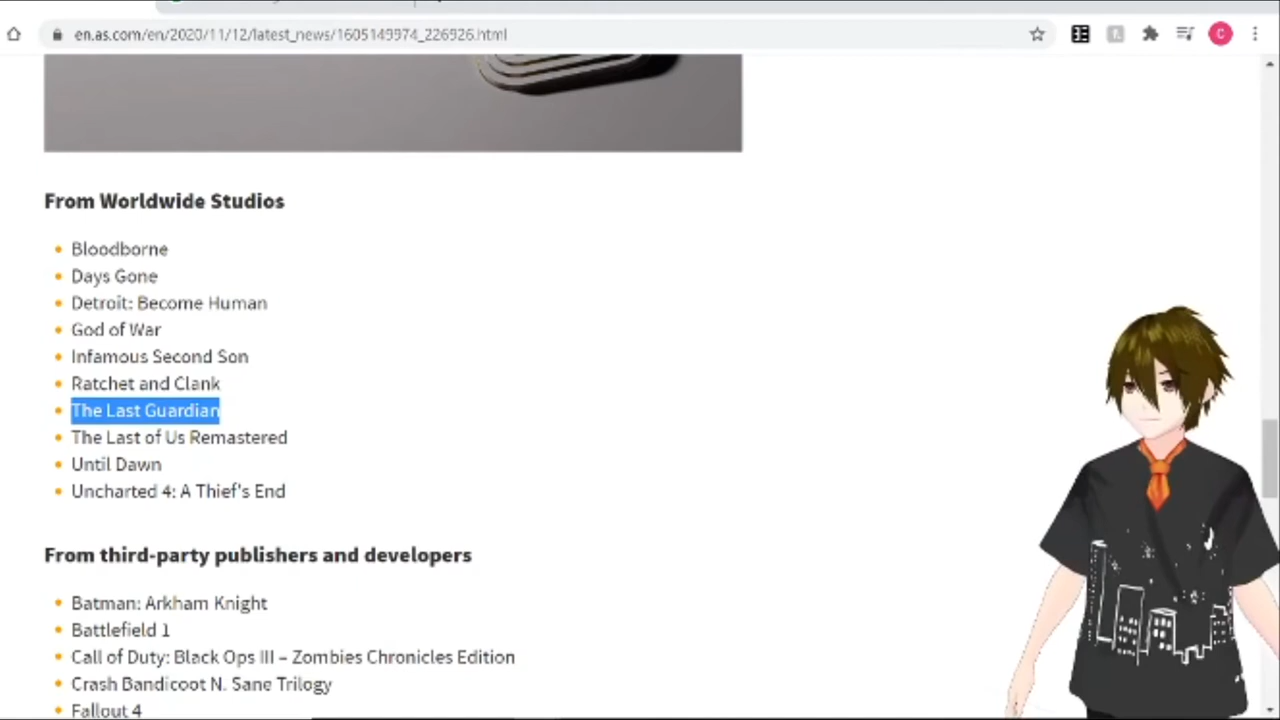 en.as.com/en/2020/11/12/latest_news/1605149974_226926.html
C
From Worldwide Studios
Bloodborne
Days Gone
Detroit: Become Human
God of War
Infamous Second Son
Ratchet and Clank
The Last Guardian
The Last of Us Remastered
Until Dawn
Uncharted 4: A Thief's End
From third-party publishers and developers
Batman: Arkham Knight
Battlefield 1
Call of Duty: Black Ops III – Zombies Chronicles Edition
Crash Bandicoot N. Sane Trilogy
Fallout 4